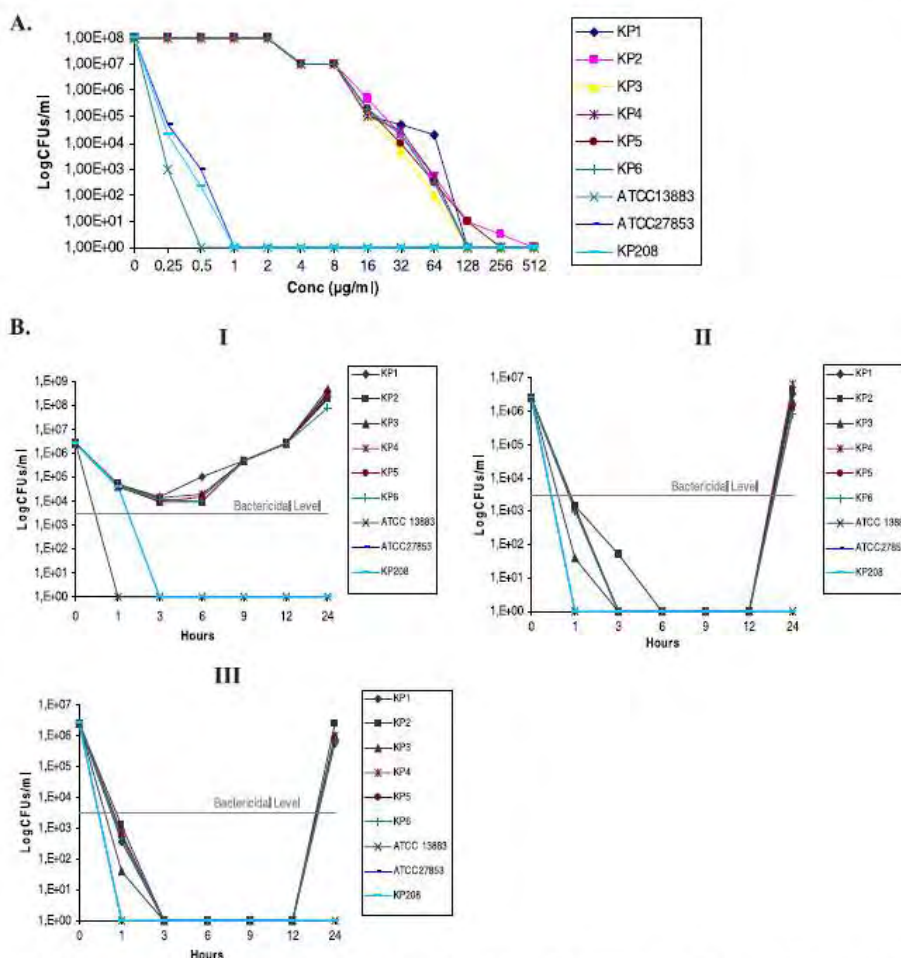 A.
LogCFUs/ml
1,00E+08
1,00E+07
1,00E+06
1,00E+05
1,00E+04
1,00E+03
1,00E+02
1,00E+01
1,00E+00
0 0,25 0,5 1 2 4 8 16 32 64 128 256 512
Conc (µg/ml)
KP1
KP2
KP3
KP4
KP5
KP6
ATCC13883
ATCC27853
KP208
B.
I
LogCFUs/ml
1,E+09
1,E+08
1,E+07
1,E+06
1,E+05
1,E+04
1,E+03
1,E+02
1,E+01
1,E+00
Bactericidal Level
0 1 3 6 9 12 24
Hours
KP1
KP2
KP3
KP4
KP5
KP6
ATCC 13883
ATCC27853
KP208
II
LogCFUs/ml
1,E+07
1,E+06
1,E+05
1,E+04
1,E+03
1,E+02
1,E+01
1,E+00
Bactericidal Level
0 1 3 6 9 12 24
Hours
KP1
KP2
KP3
KP4
KP5
KP6
ATCC 1388
ATCC2785
KP208
III
LogCFUs/ml
1,E+07
1,E+06
1,E+05
1,E+04
1,E+03
1,E+02
1,E+01
1,E+00
Bactericidal Level
0 1 3 6 9 12 24
Hours
KP1
KP2
KP3
KP4
KP5
KP6
ATCC 13883
ATCC27853
KP208